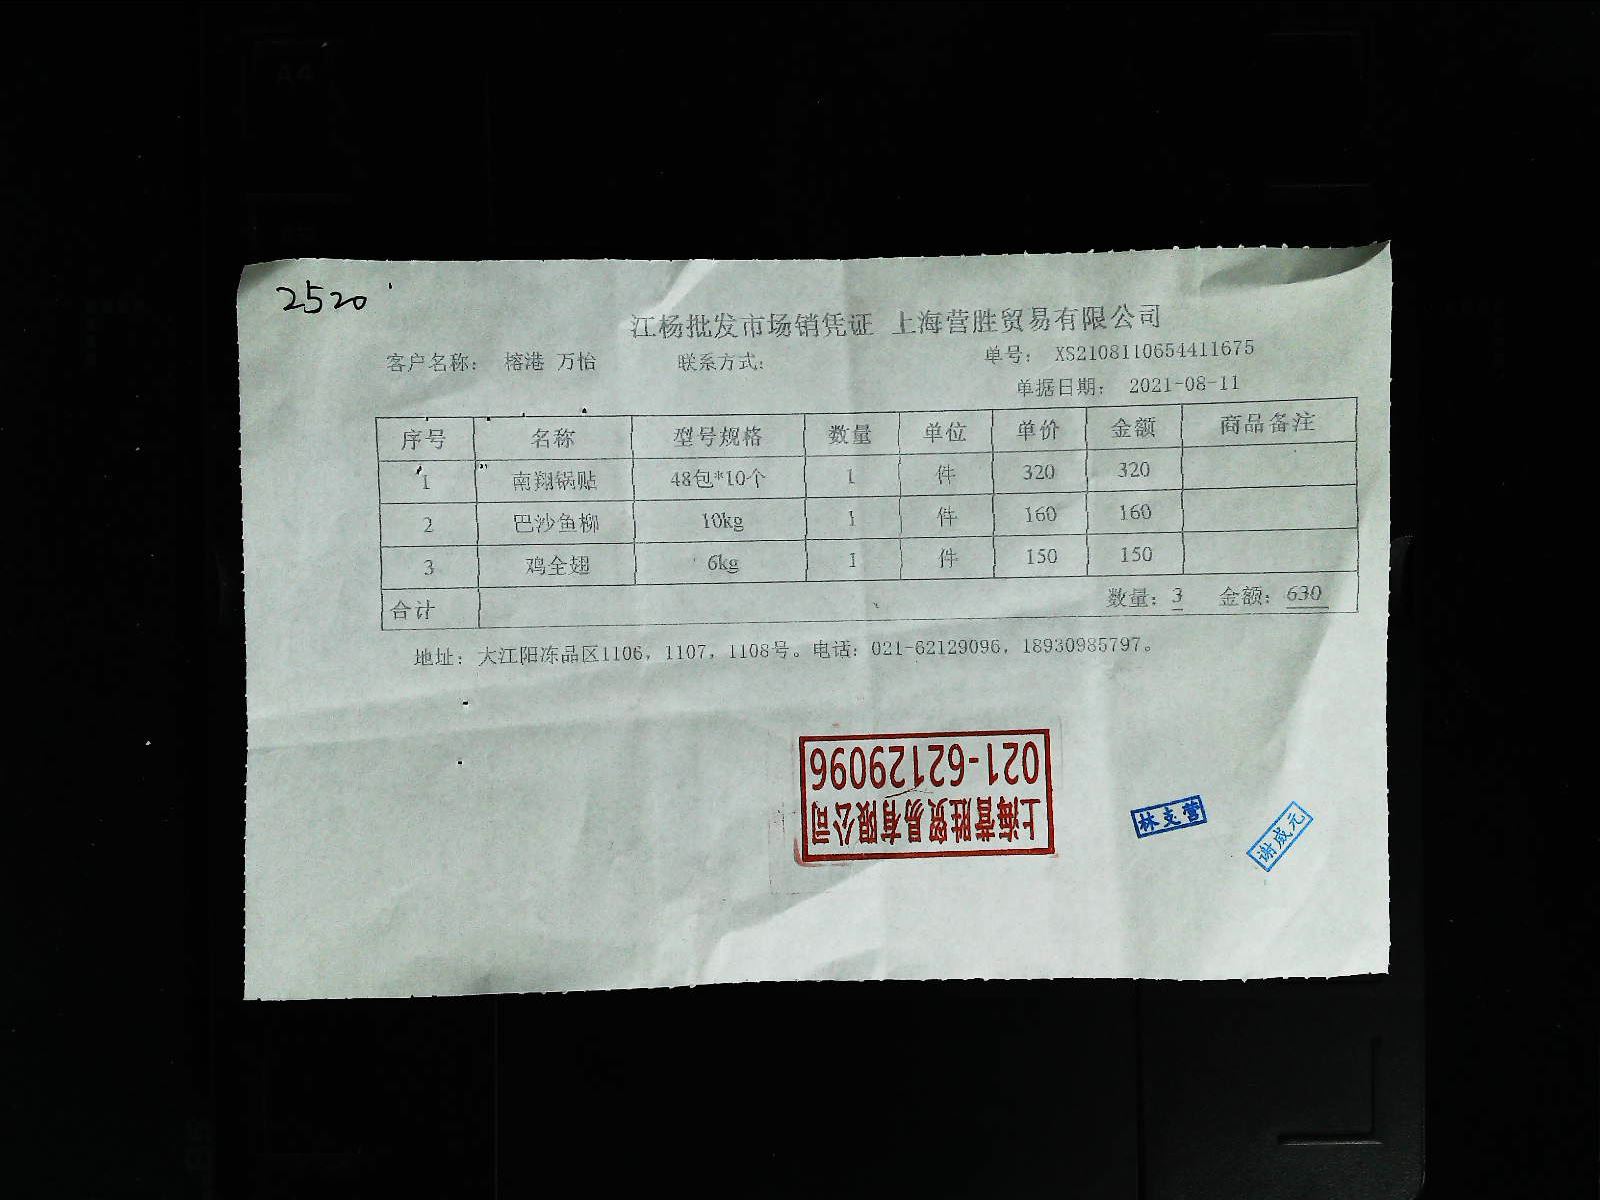 2520
江杨批发市场销凭证 上海营胜贸易有限公司
客户名称： 榕港 万怡 联系方式： 单号： XS2108110654411675
单据日期： 2021-08-11
序号 名称 型号规格 数量 单位 单价 金额 商品备注
1 南翔锅贴 48包*10个 1 件 320 320
2 巴沙鱼柳 10kg 1 件 160 160
3 鸡全翅 6kg 1 件 150 150
合计 数量：3 金额：630
地址：大江阳冻品区1106，1107，1108号。电话：021-62129096，18930985797。
上海营胜贸易有限公司
021-62129096
林支营
谢成元